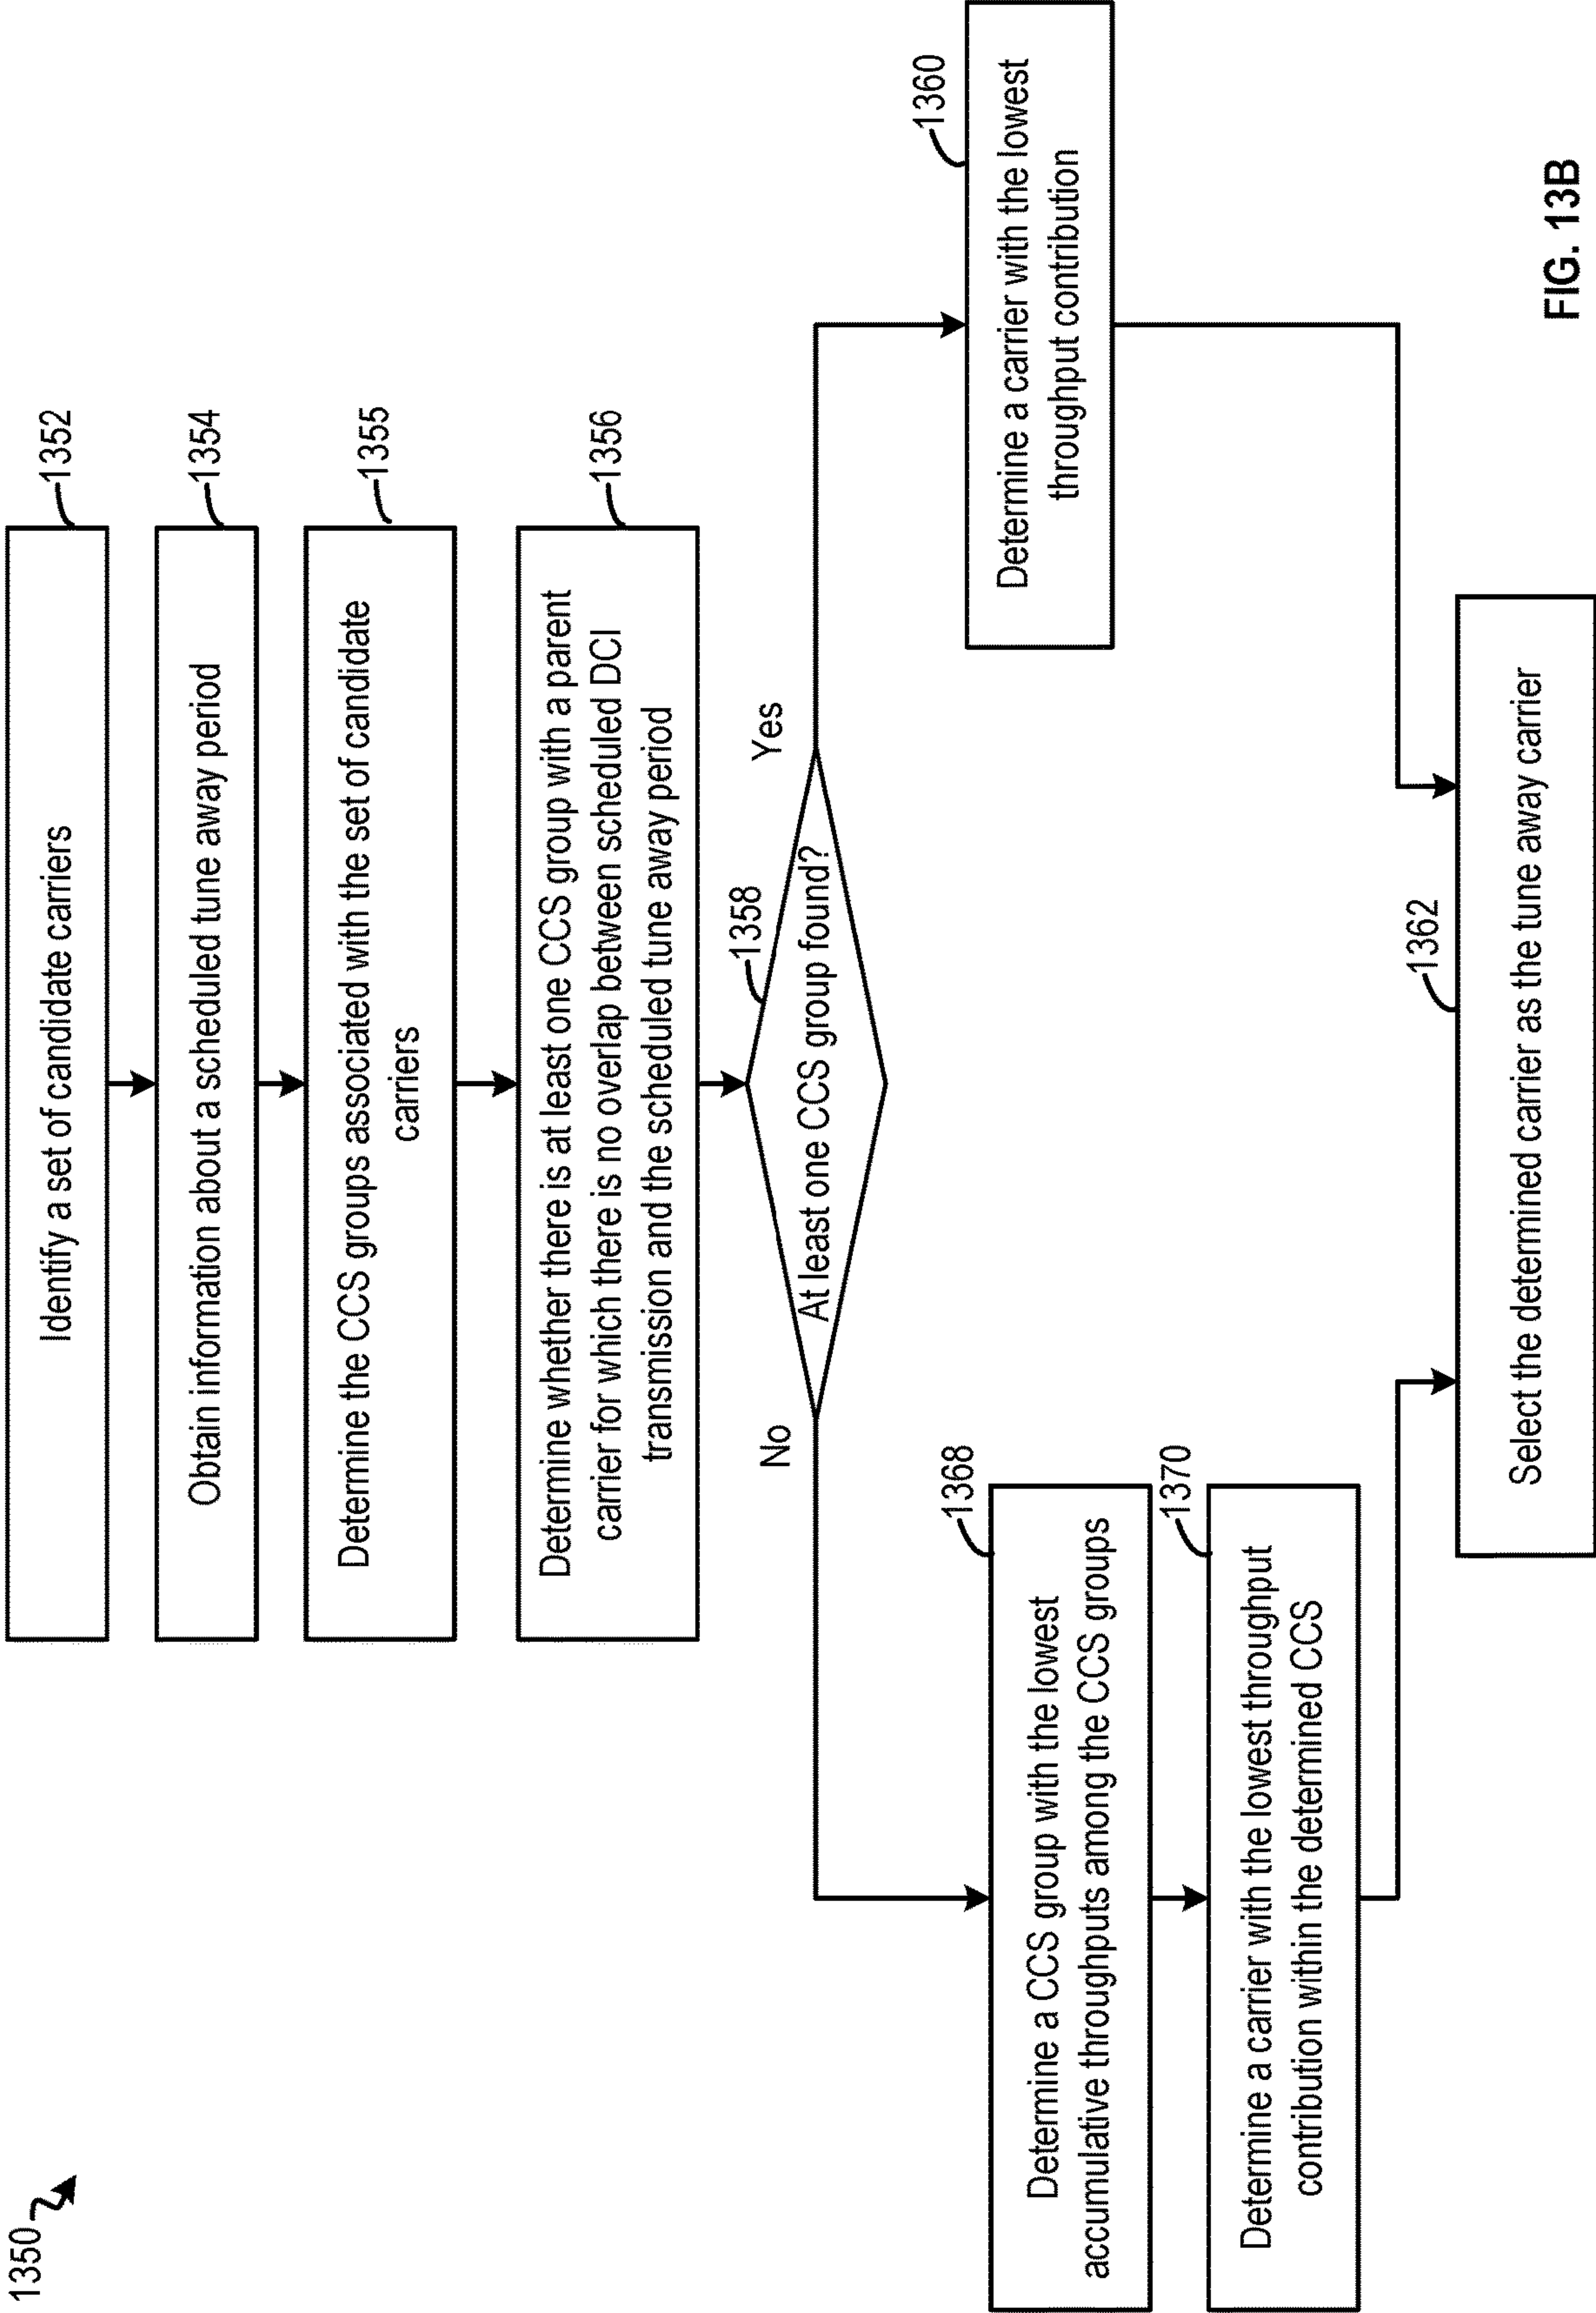 1350
1352
Identify a set of candidate carriers
1354
Obtain information about a scheduled tune away period
1355
Determine the CCS groups associated with the set of candidate
carriers
1356
Determine whether there is at least one CCS group with a parent
carrier for which there is no overlap between scheduled DCI
transmission and the scheduled tune away period
1358
At least one CCS group found?
No
Yes
1368
Determine a CCS group with the lowest
accumulative throughputs among the CCS groups
1370
Determine a carrier with the lowest throughput
contribution within the determined CCS
1360
Determine a carrier with the lowest
throughput contribution
1362
Select the determined carrier as the tune away carrier
FIG. 13B